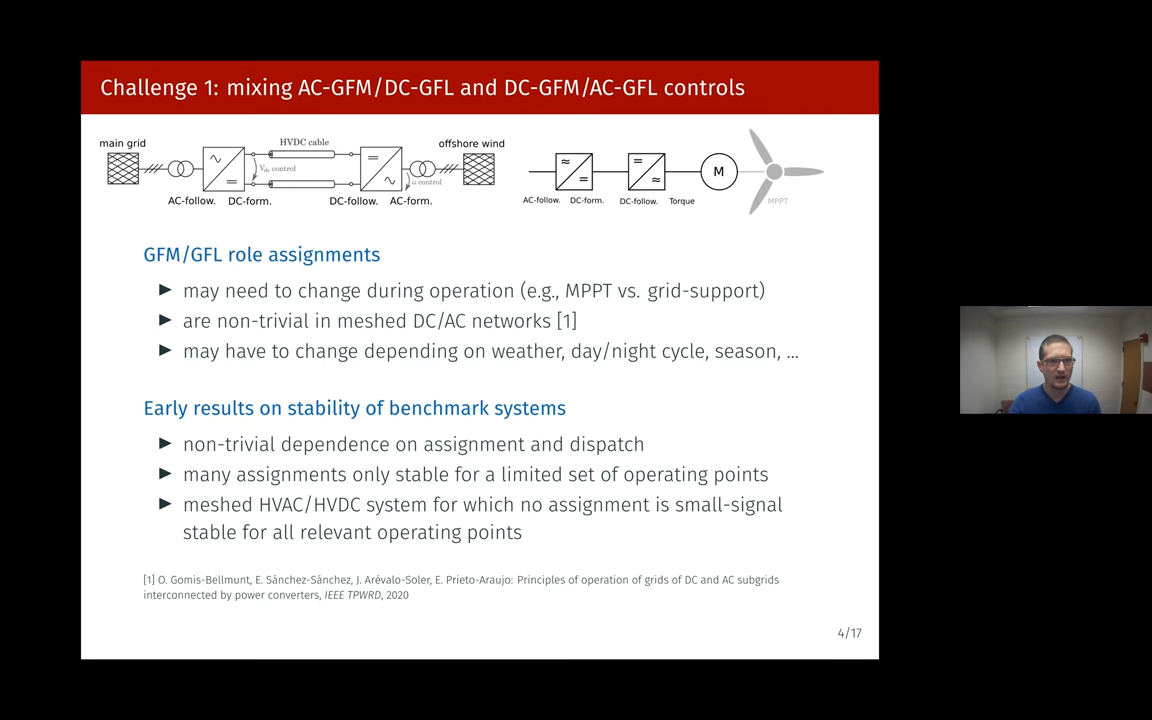 Challenge 1: mixing AC-GFM/DC-GFL and DC-GFM/AC-GFL controls
main grid
HVDC cable
offshore wind
V_dc control
ω control
AC-follow. DC-form.
DC-follow. AC-form.
M
AC-follow. DC-form. DC-follow. Torque
MPPT
GFM/GFL role assignments
▶ may need to change during operation (e.g., MPPT vs. grid-support)
▶ are non-trivial in meshed DC/AC networks [1]
▶ may have to change depending on weather, day/night cycle, season, ...
Early results on stability of benchmark systems
▶ non-trivial dependence on assignment and dispatch
▶ many assignments only stable for a limited set of operating points
▶ meshed HVAC/HVDC system for which no assignment is small-signal
stable for all relevant operating points
[1] O. Gomis-Bellmunt, E. Sánchez-Sánchez, J. Arévalo-Soler, E. Prieto-Araujo: Principles of operation of grids of DC and AC subgrids
interconnected by power converters, IEEE TPWRD, 2020
4/17